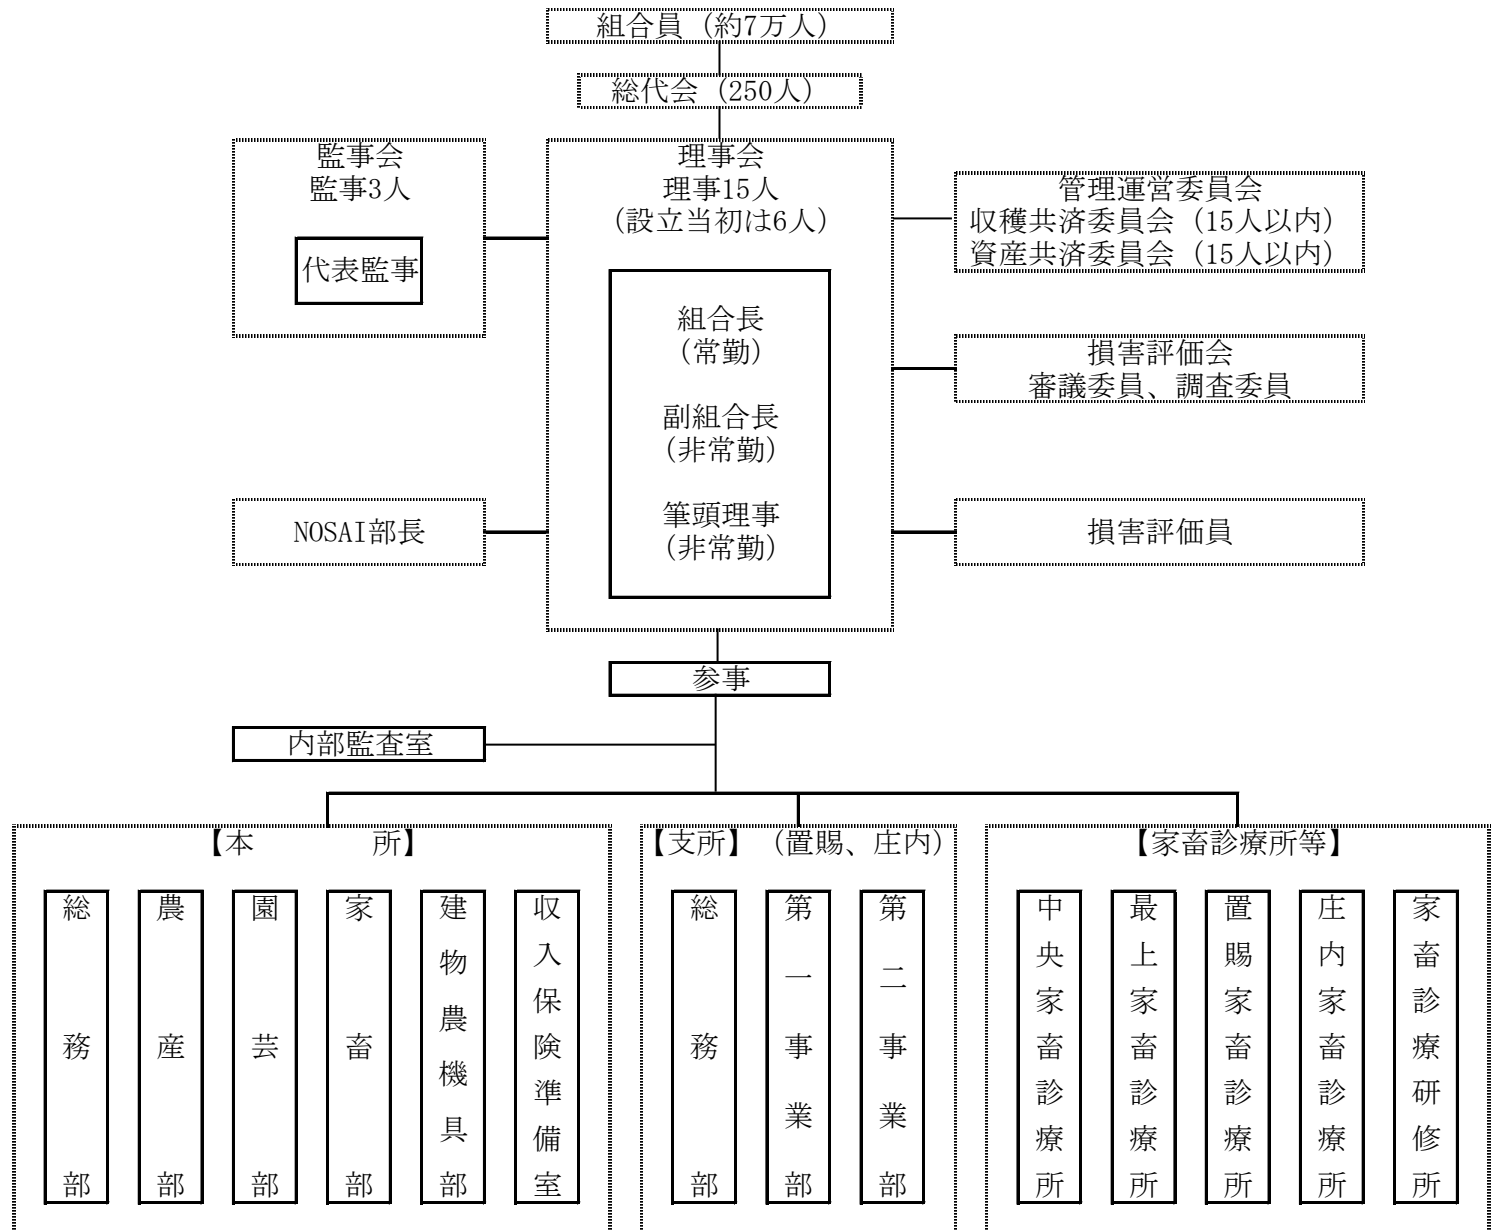 組合員（約7万人）
総代会（250人）
監事会
監事3人
代表監事
理事会
理事15人
（設立当初は6人）
組合長
（常勤）
副組合長
（非常勤）
筆頭理事
（非常勤）
管理運営委員会
収穫共済委員会（15人以内）
資産共済委員会（15人以内）
損害評価会
審議委員、調査委員
NOSAI部長
損害評価員
参事
内部監査室
【本　　　　所】
総務部
農産部
園芸部
家畜部
建物農機具部
収入保険準備室
【支所】（置賜、庄内）
総務部
第一事業部
第二事業部
【家畜診療所等】
中央家畜診療所
最上家畜診療所
置賜家畜診療所
庄内家畜診療所
家畜診療研修所